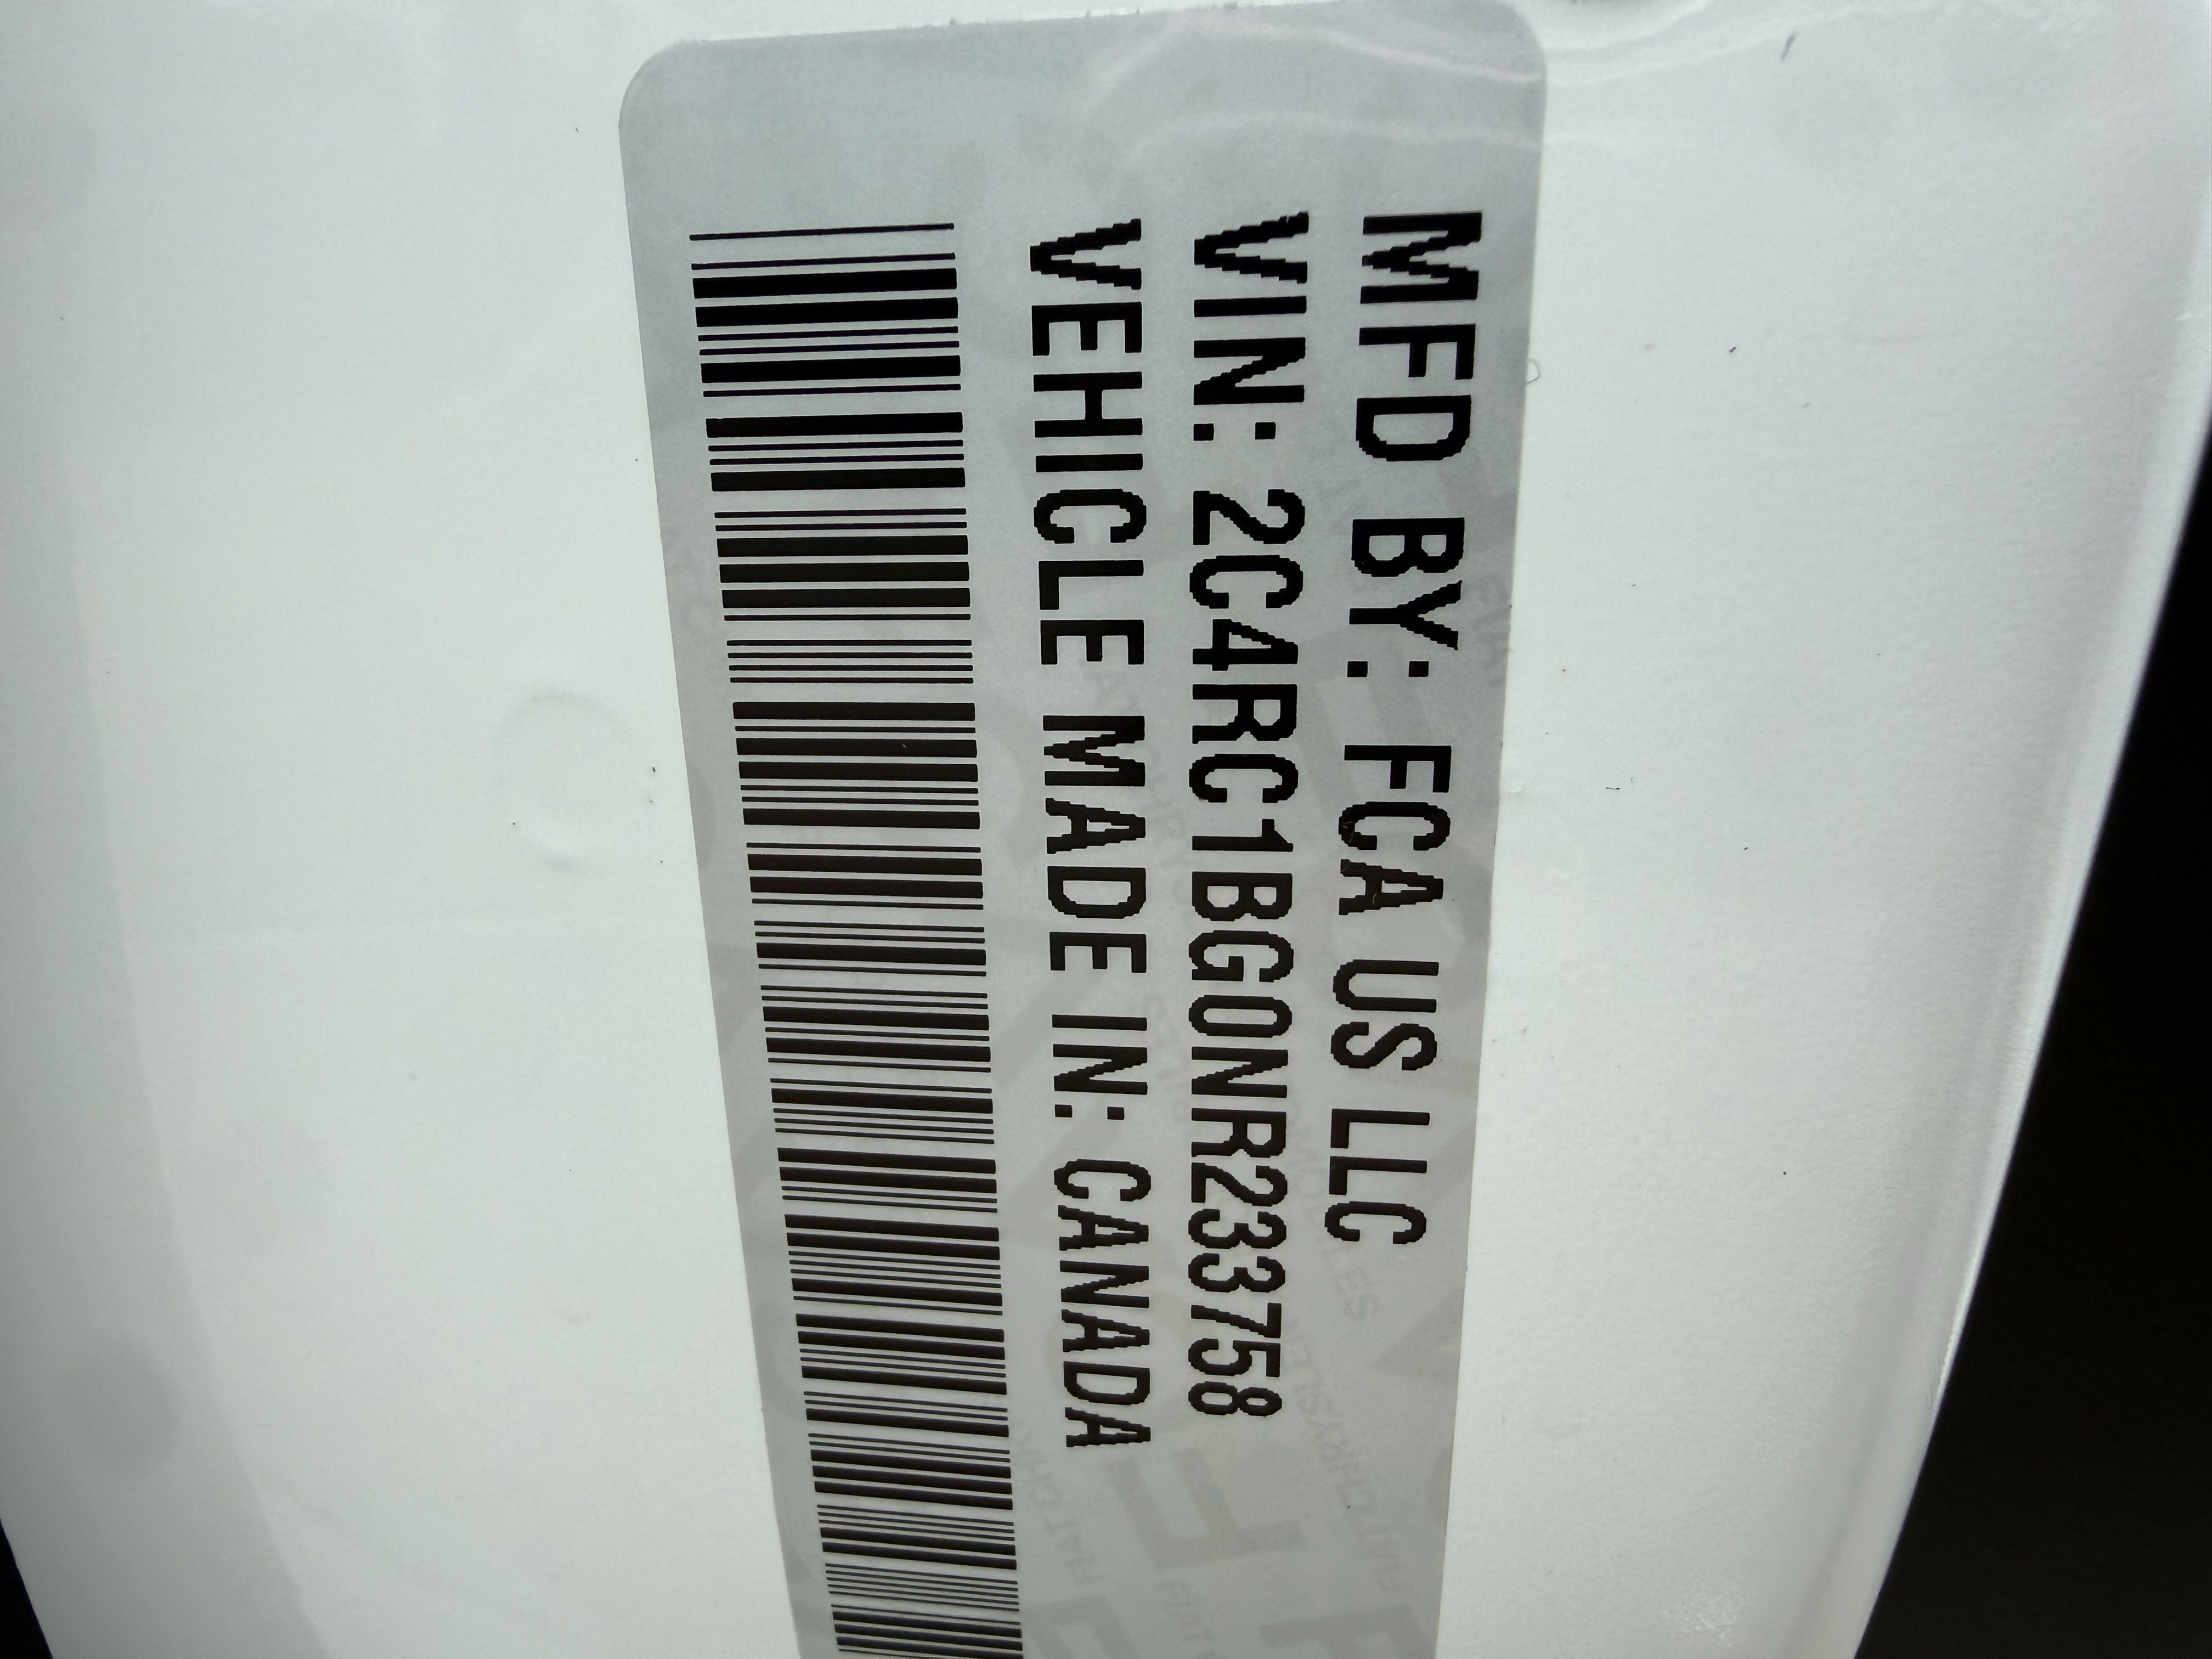 MFD BY: FCA US LLC
VIN: 2C4RC1BG0NR233758
VEHICLE MADE IN: CANADA